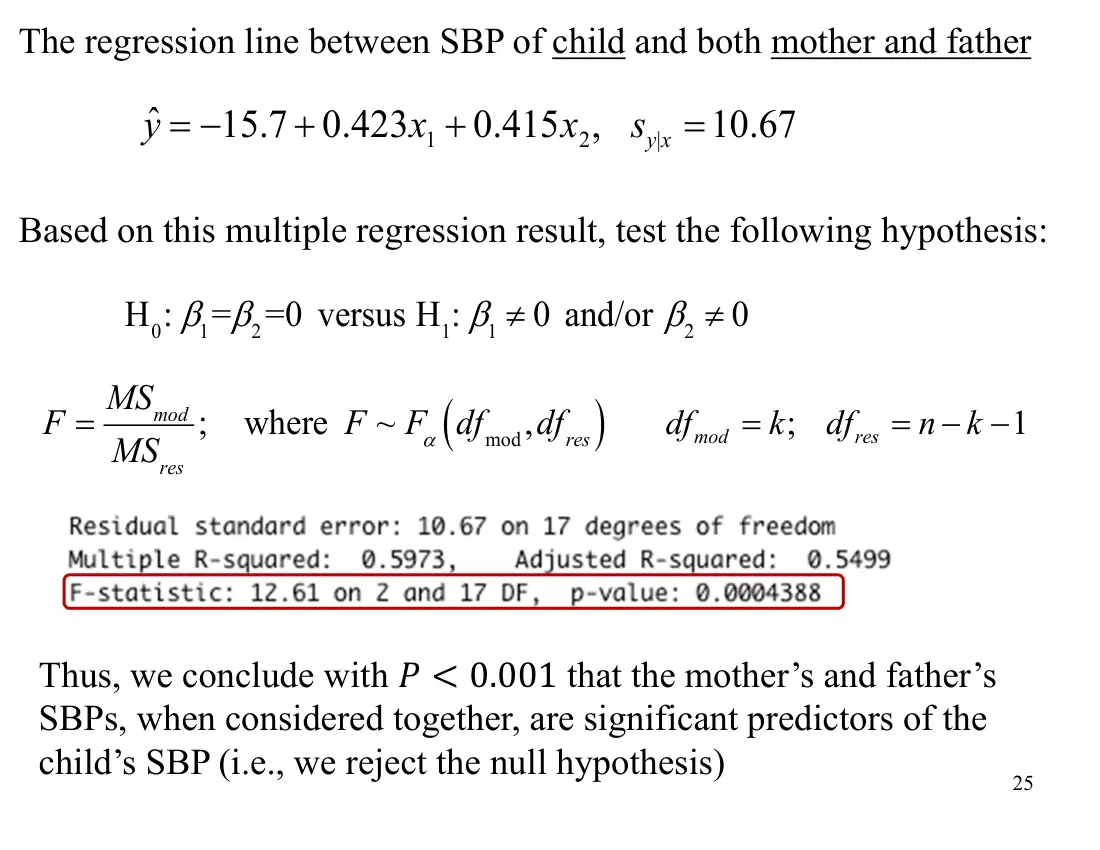 The regression line between SBP of child and both mother and father
ŷ = −15.7 + 0.423x₁ + 0.415x₂,   s_y|x = 10.67
Based on this multiple regression result, test the following hypothesis:
H₀: β₁=β₂=0 versus H₁: β₁ ≠ 0 and/or β₂ ≠ 0
F = MS_mod / MS_res;   where F ~ F_α (df_mod, df_res)   df_mod = k;   df_res = n − k − 1
Residual standard error: 10.67 on 17 degrees of freedom
Multiple R-squared:  0.5973,    Adjusted R-squared:  0.5499
F-statistic: 12.61 on 2 and 17 DF,  p-value: 0.0004388
Thus, we conclude with P < 0.001 that the mother’s and father’s
SBPs, when considered together, are significant predictors of the
child’s SBP (i.e., we reject the null hypothesis)
25